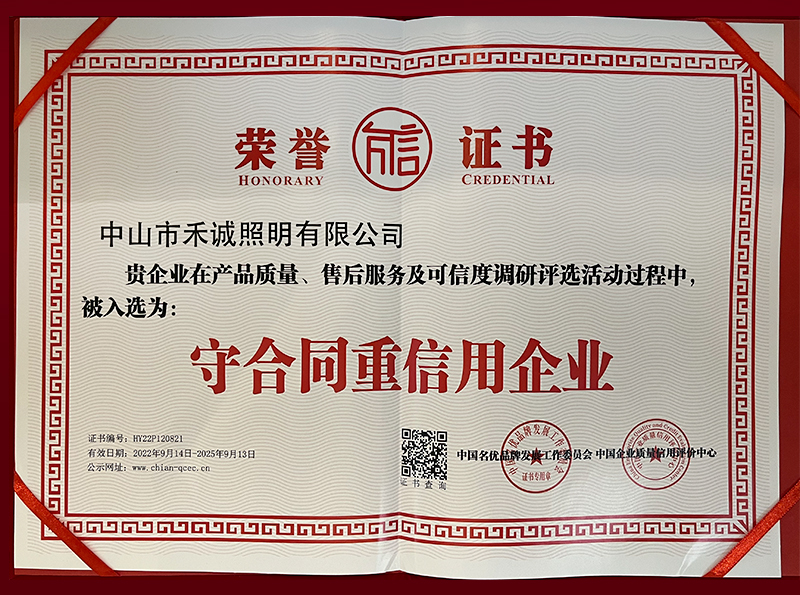 荣誉 信 证书
HONORARY CREDENTIAL
中山市禾诚照明有限公司
贵企业在产品质量、售后服务及可信度调研评选活动过程中，
被入选为：
守合同重信用企业
证书编号：HY22P120821
有效日期：2022年9月14日-2025年9月13日
公示网址：www.chian-qcec.cn
证书查询
中国名优品牌发展工作委员会 中国企业质量信用评价中心
证书专用章